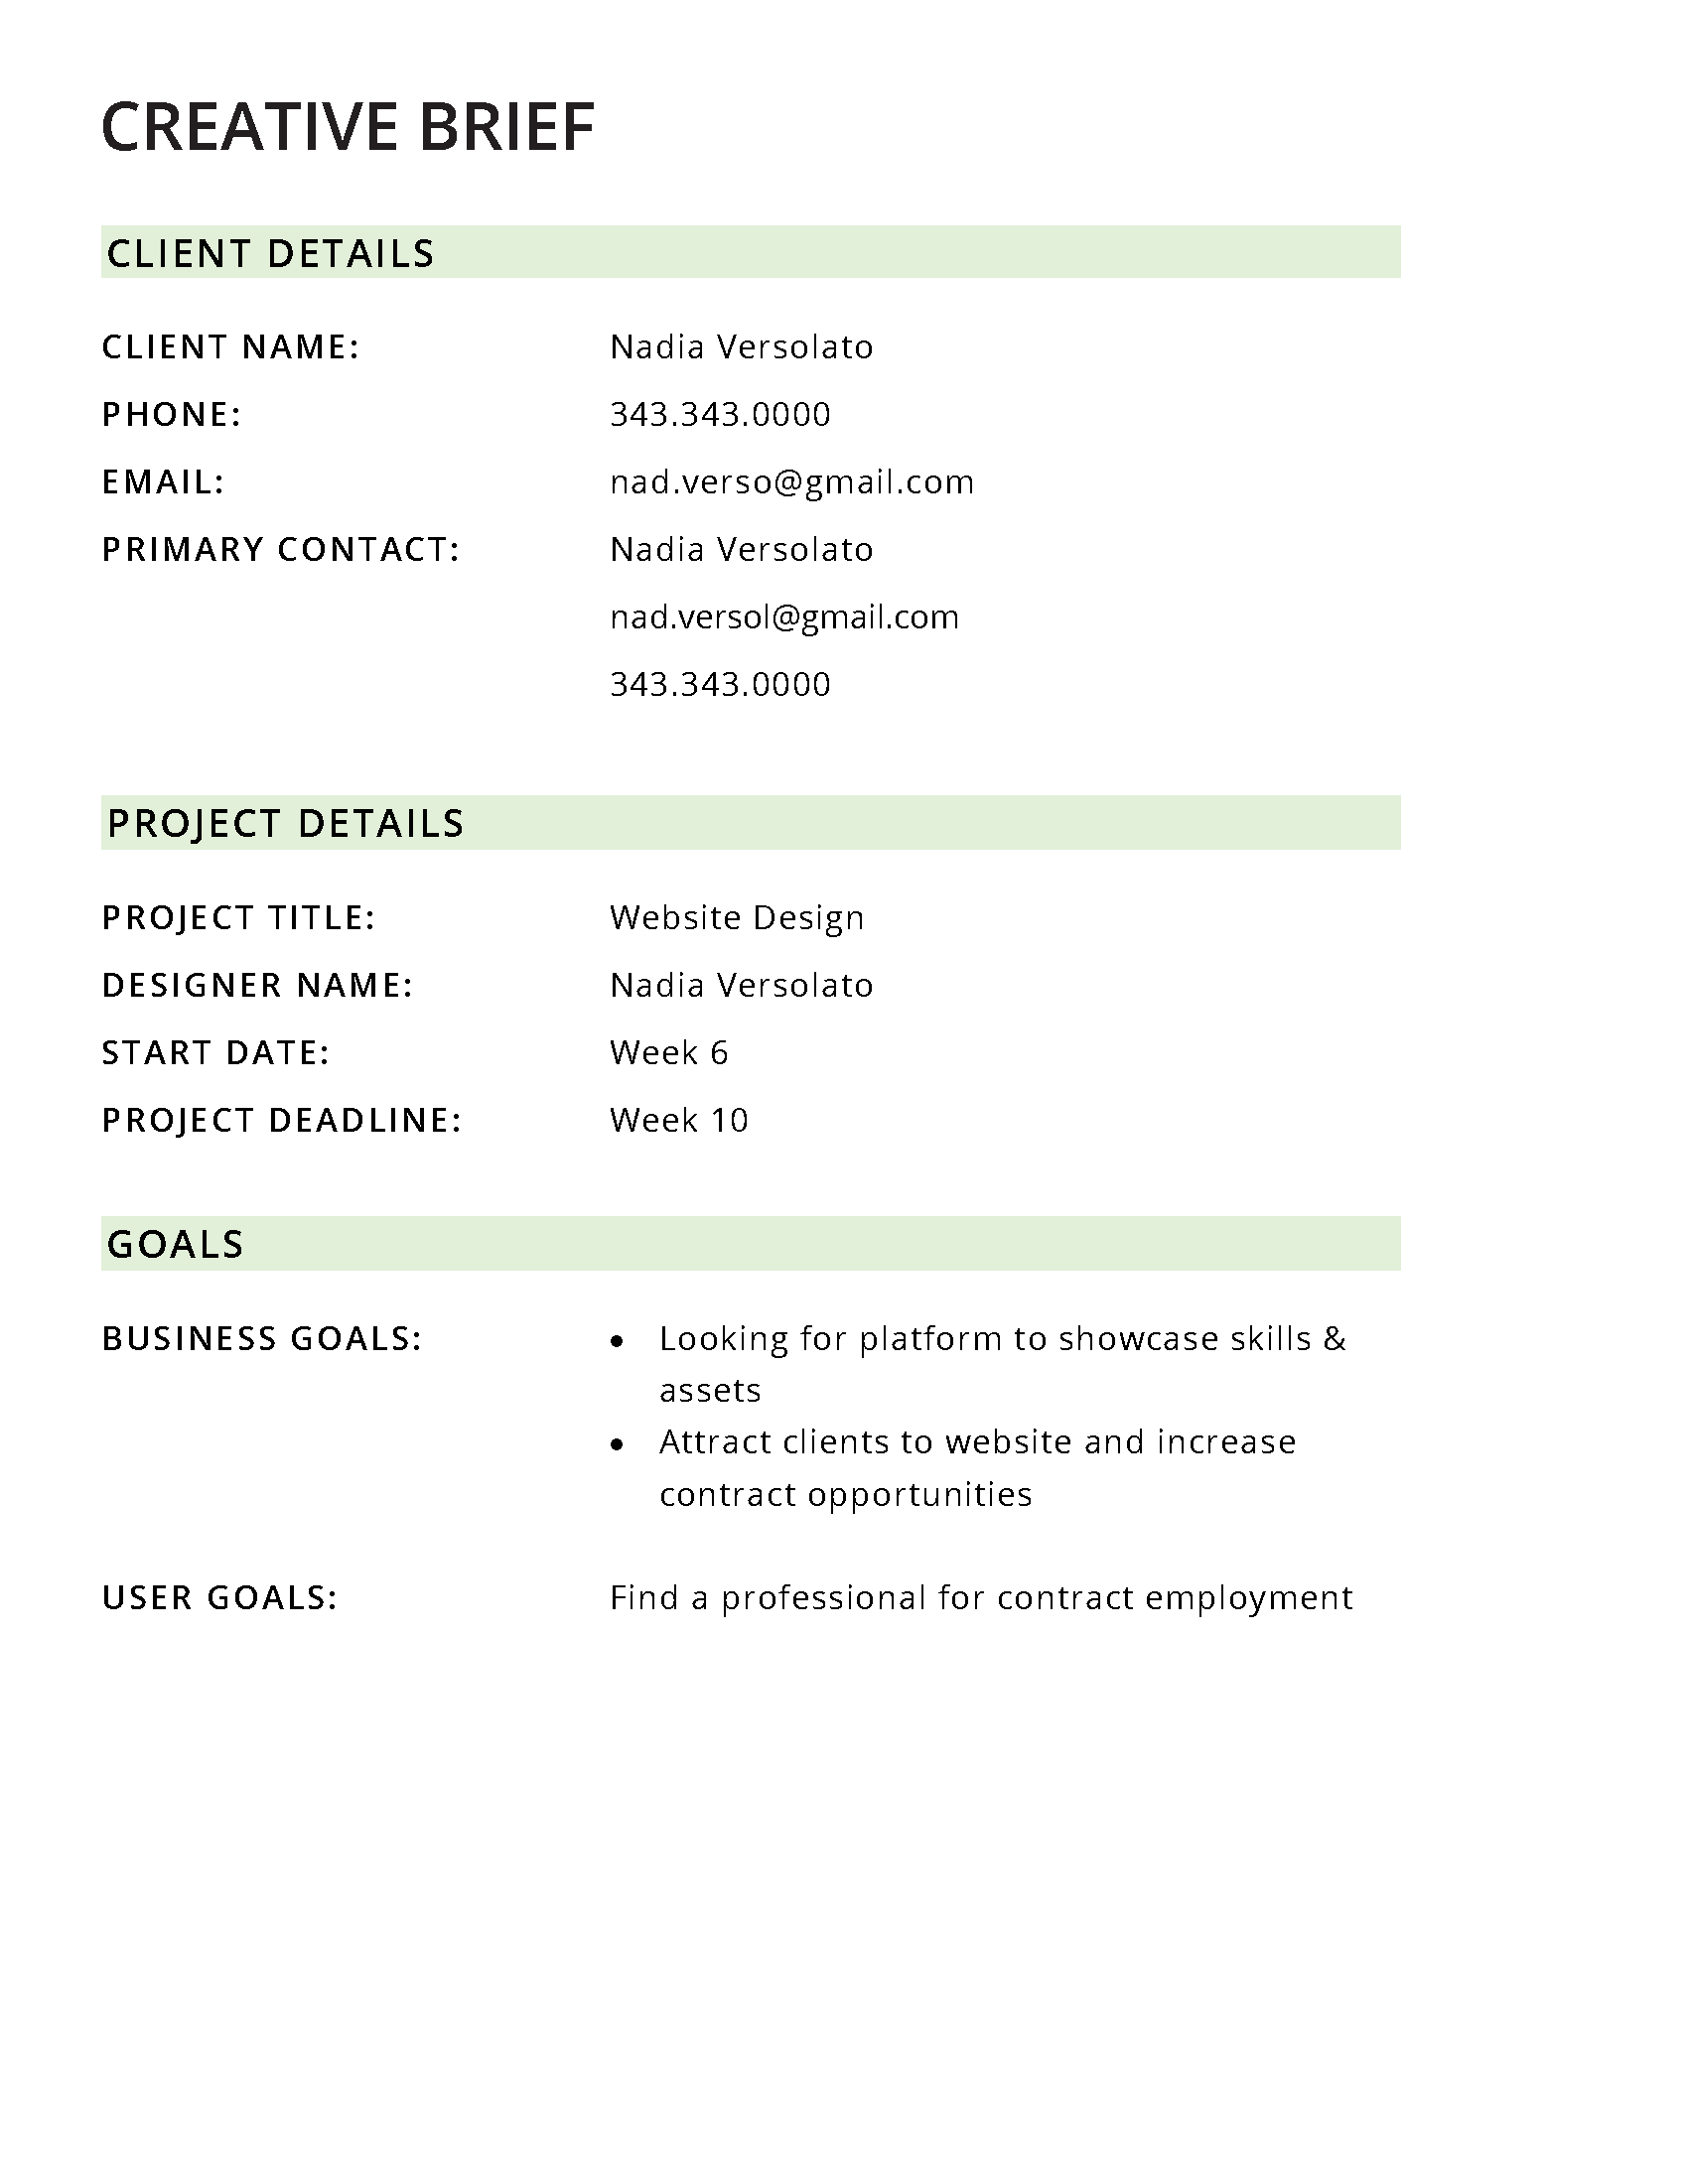 CREATIVE BRIEF
CLIENT DETAILS
CLIENT NAME: Nadia Versolato
PHONE: 343.343.0000
EMAIL: nad.verso@gmail.com
PRIMARY CONTACT: Nadia Versolato
nad.versol@gmail.com
343.343.0000
PROJECT DETAILS
PROJECT TITLE: Website Design
DESIGNER NAME: Nadia Versolato
START DATE: Week 6
PROJECT DEADLINE: Week 10
GOALS
BUSINESS GOALS: • Looking for platform to showcase skills &
assets
• Attract clients to website and increase
contract opportunities
USER GOALS: Find a professional for contract employment